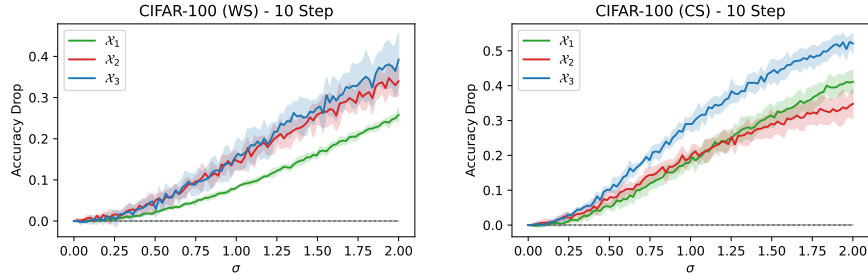 CIFAR-100 (WS) - 10 Step
Accuracy Drop
0.4
0.3
0.2
0.1
0.0
𝒳₁
𝒳₂
𝒳₃
0.00 0.25 0.50 0.75 1.00 1.25 1.50 1.75 2.00
σ
CIFAR-100 (CS) - 10 Step
Accuracy Drop
0.5
0.4
0.3
0.2
0.1
0.0
𝒳₁
𝒳₂
𝒳₃
0.00 0.25 0.50 0.75 1.00 1.25 1.50 1.75 2.00
σ